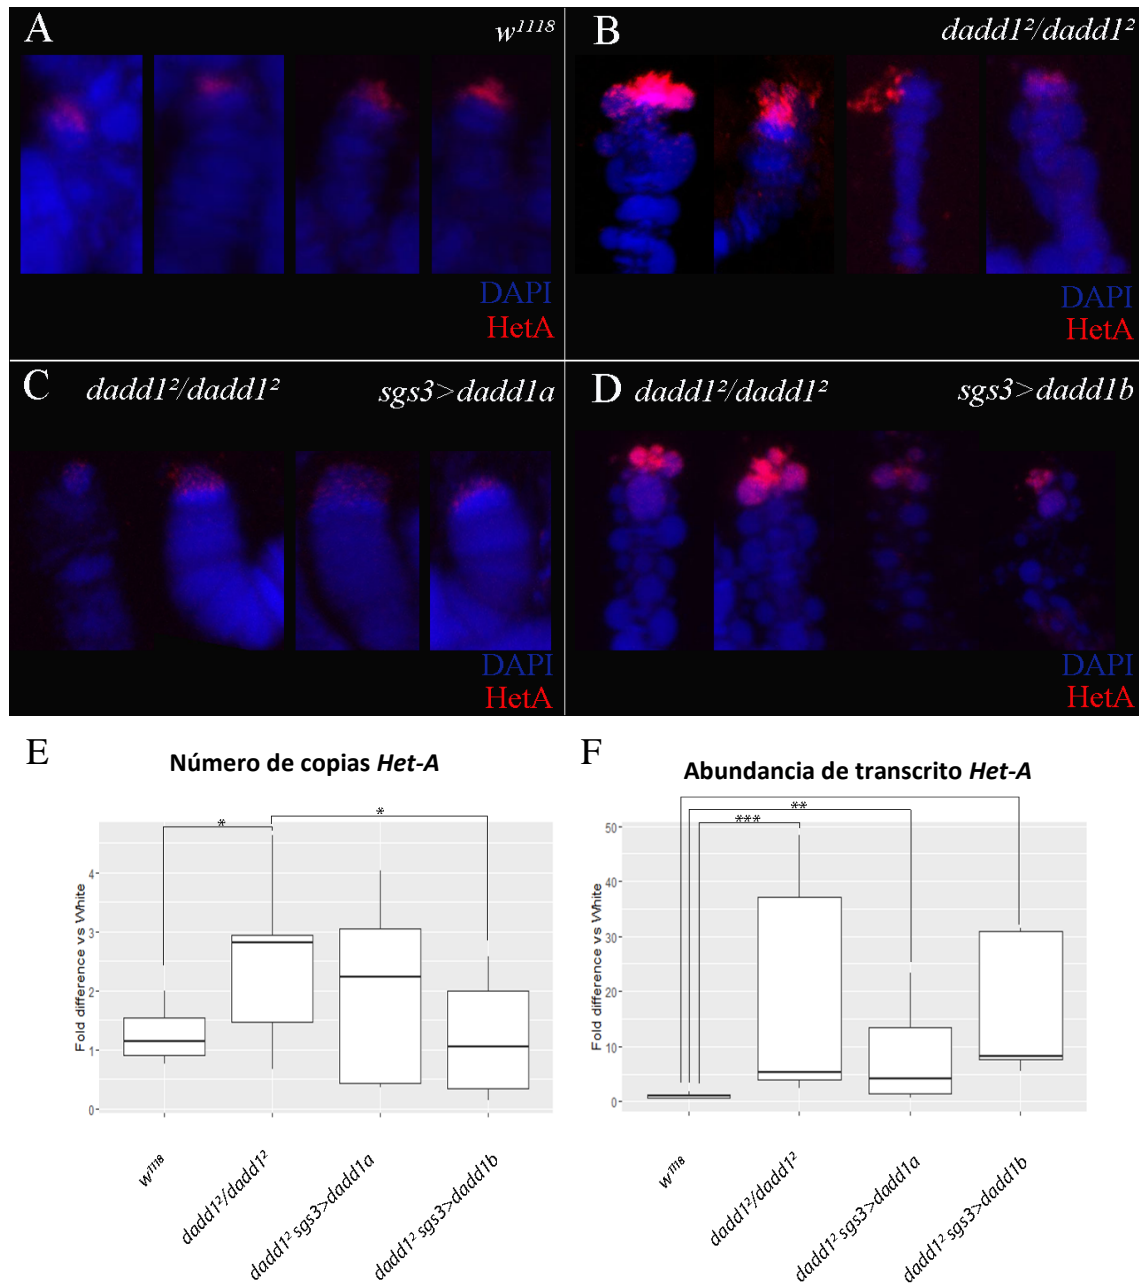 A
w¹¹¹⁸
DAPI
HetA
B
dadd1²/dadd1²
DAPI
HetA
C
dadd1²/dadd1² sgs3>dadd1a
DAPI
HetA
D
dadd1²/dadd1² sgs3>dadd1b
DAPI
HetA
E
Número de copias Het-A
*
*
Fold difference vs White
4
3
2
1
0
w¹¹¹⁸
dadd1²/dadd1²
dadd1² sgs3>dadd1a
dadd1² sgs3>dadd1b
F
Abundancia de transcrito Het-A
**
***
Fold difference vs White
50
40
30
20
10
0
w¹¹¹⁸
dadd1²/dadd1²
dadd1² sgs3>dadd1a
dadd1² sgs3>dadd1b